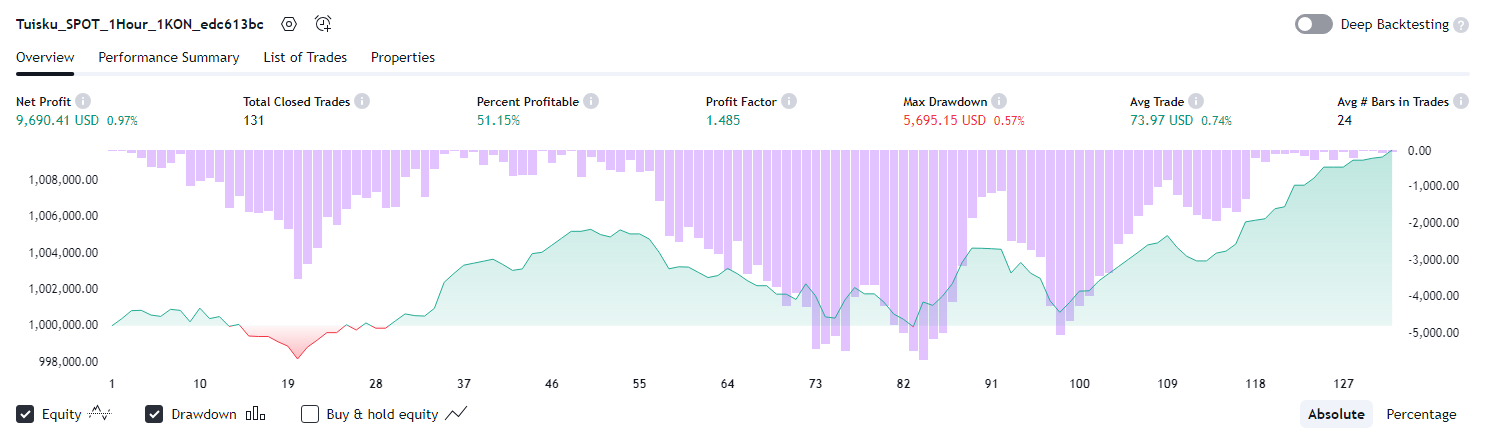 Tuisku_SPOT_1Hour_1KON_edc613bc
Deep Backtesting ?
Overview Performance Summary List of Trades Properties
Net Profit Total Closed Trades Percent Profitable Profit Factor Max Drawdown Avg Trade Avg # Bars in Trades
9,690.41 USD 0.97% 131 51.15% 1.485 5,695.15 USD 0.57% 73.97 USD 0.74% 24
0.00
1,008,000.00 -1,000.00
1,006,000.00 -2,000.00
1,004,000.00 -3,000.00
1,002,000.00 -4,000.00
1,000,000.00 -5,000.00
998,000.00
1 10 19 28 37 46 55 64 73 82 91 100 109 118 127
Equity Drawdown Buy & hold equity Absolute Percentage